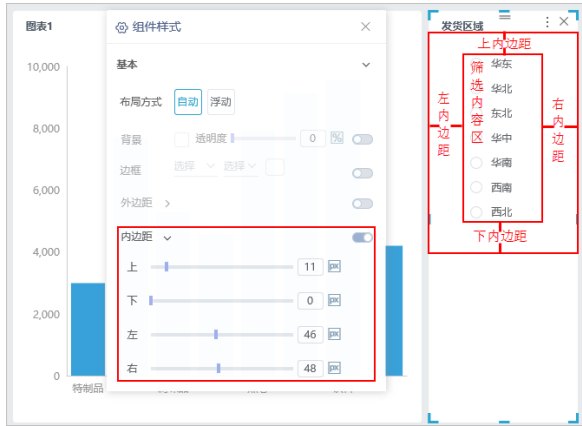 图表1
10,000
8,000
6,000
4,000
2,000
0
特制品
组件样式
基本
布局方式 自动 浮动
背景 透明度 0 %
边框 选择 选择
外边距
内边距
上 11 px
下 0 px
左 46 px
右 48 px
发货区域
上内边距
左内边距
筛选内容区
右内边距
华东
华北
东北
华中
华南
西南
西北
下内边距